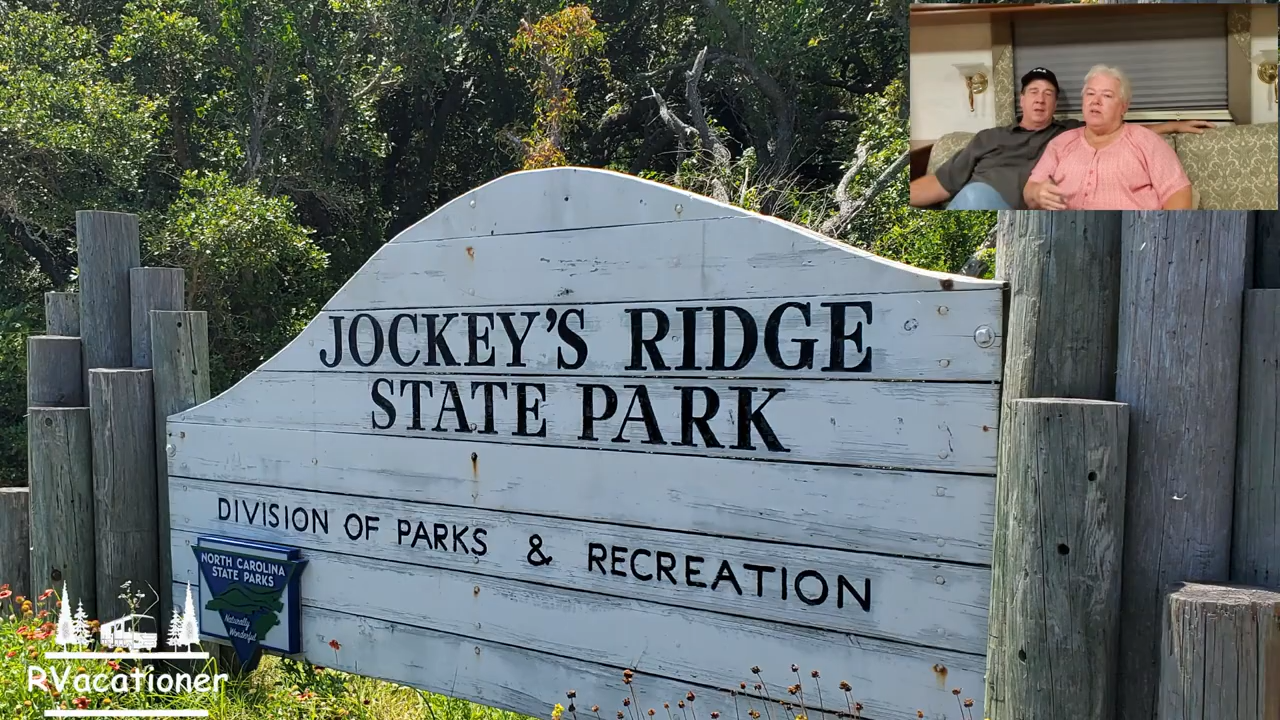 JOCKEY'S RIDGE
STATE PARK
DIVISION OF PARKS & RECREATION
NORTH CAROLINA
STATE PARKS
Naturally
Wonderful
RVacationer